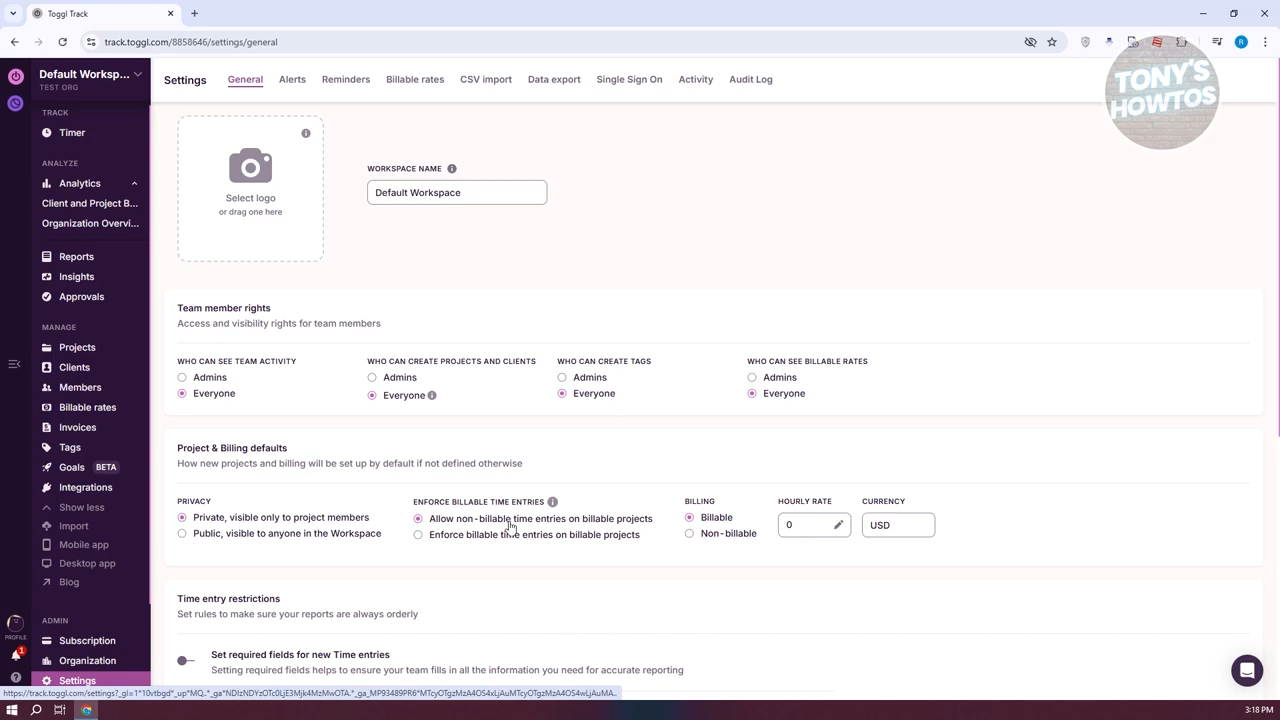 Toggl Track
track.toggl.com/8858646/settings/general
R
TONY'S
HOWTOS
Default Worksp...
TEST ORG
TRACK
Timer
ANALYZE
Analytics
Client and Project B...
Organization Overvi...
Reports
Insights
Approvals
MANAGE
Projects
Clients
Members
Billable rates
Invoices
Tags
Goals BETA
Integrations
Show less
Import
Mobile app
Desktop app
Blog
ADMIN
Subscription
Organization
Settings
PROFILE
1
Settings General Alerts Reminders Billable rates CSV import Data export Single Sign On Activity Audit Log
Select logo
or drag one here
WORKSPACE NAME
Default Workspace
Team member rights
Access and visibility rights for team members
WHO CAN SEE TEAM ACTIVITY WHO CAN CREATE PROJECTS AND CLIENTS WHO CAN CREATE TAGS WHO CAN SEE BILLABLE RATES
Admins Admins Admins Admins
Everyone Everyone Everyone Everyone
Project & Billing defaults
How new projects and billing will be set up by default if not defined otherwise
PRIVACY ENFORCE BILLABLE TIME ENTRIES BILLING HOURLY RATE CURRENCY
Private, visible only to project members Allow non-billable time entries on billable projects Billable 0 USD
Public, visible to anyone in the Workspace Enforce billable time entries on billable projects Non-billable
Time entry restrictions
Set rules to make sure your reports are always orderly
Set required fields for new Time entries
Setting required fields helps to ensure your team fills in all the information you need for accurate reporting
3:18 PM